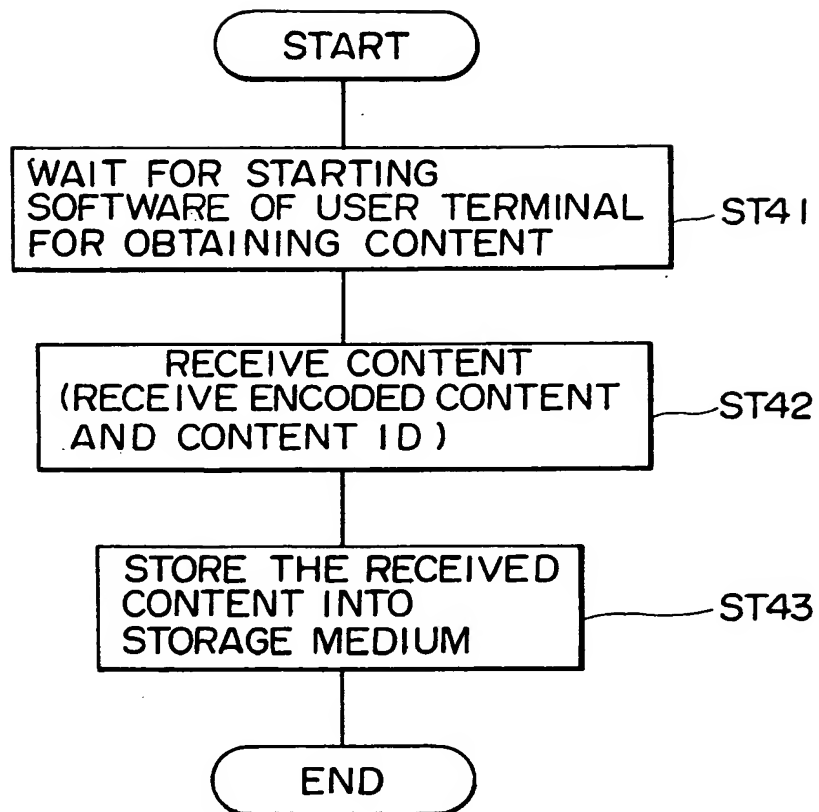 START
WAIT FOR STARTING
SOFTWARE OF USER TERMINAL
FOR OBTAINING CONTENT
ST41
RECEIVE CONTENT
(RECEIVE ENCODED CONTENT
AND CONTENT ID)
ST42
STORE THE RECEIVED
CONTENT INTO
STORAGE MEDIUM
ST43
END